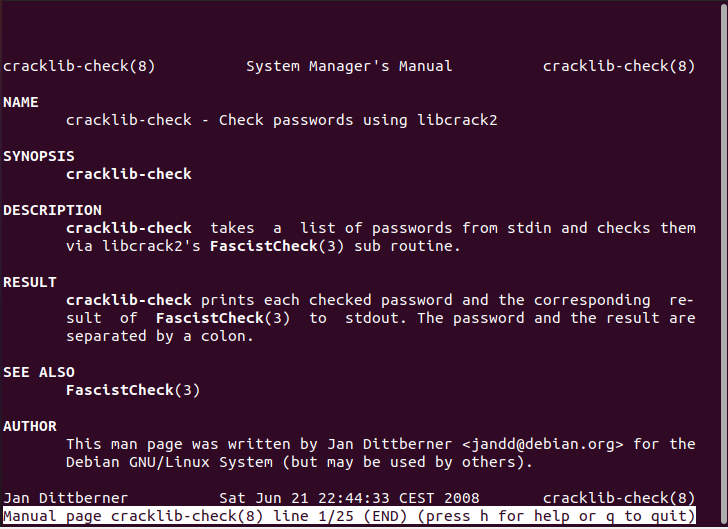 cracklib-check(8) System Manager's Manual cracklib-check(8)
NAME
cracklib-check - Check passwords using libcrack2
SYNOPSIS
cracklib-check
DESCRIPTION
cracklib-check takes a list of passwords from stdin and checks them
via libcrack2's FascistCheck(3) sub routine.
RESULT
cracklib-check prints each checked password and the corresponding re-
sult of FascistCheck(3) to stdout. The password and the result are
separated by a colon.
SEE ALSO
FascistCheck(3)
AUTHOR
This man page was written by Jan Dittberner <jandd@debian.org> for the
Debian GNU/Linux System (but may be used by others).
Jan Dittberner Sat Jun 21 22:44:33 CEST 2008 cracklib-check(8)
Manual page cracklib-check(8) line 1/25 (END) (press h for help or q to quit)